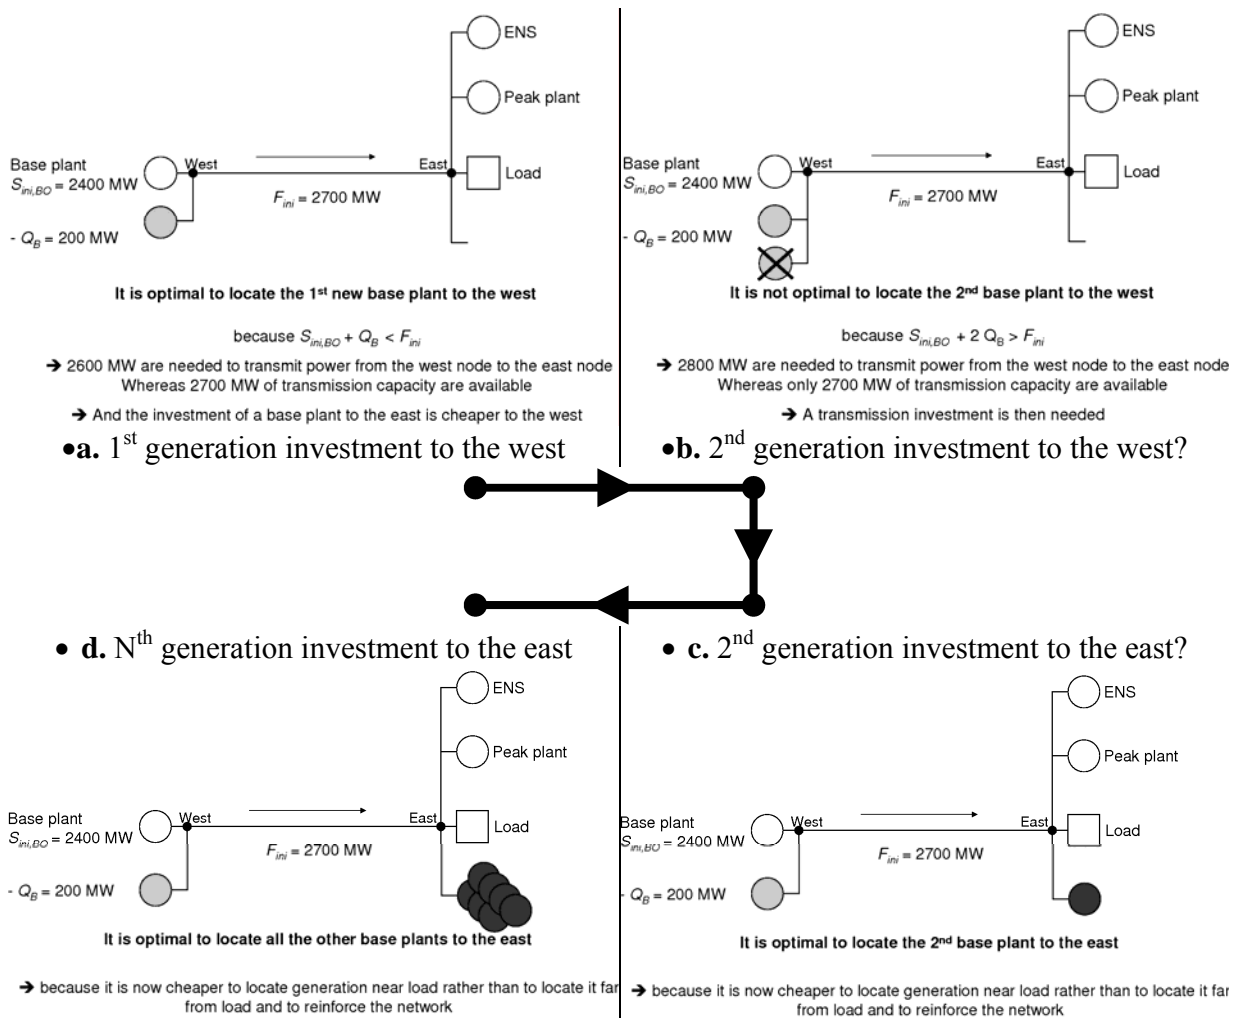 ENS
Peak plant
Base plant
West
East
Load
S_ini,BO = 2400 MW
F_ini = 2700 MW
- Q_B = 200 MW
It is optimal to locate the 1st new base plant to the west
because S_ini,BO + Q_B < F_ini
➔ 2600 MW are needed to transmit power from the west node to the east node
Whereas 2700 MW of transmission capacity are available
➔ And the investment of a base plant to the east is cheaper to the west
•a. 1st generation investment to the west
ENS
Peak plant
Base plant
West
East
Load
S_ini,BO = 2400 MW
F_ini = 2700 MW
- Q_B = 200 MW
It is not optimal to locate the 2nd base plant to the west
because S_ini,BO + 2 Q_B > F_ini
➔ 2800 MW are needed to transmit power from the west node to the east node
Whereas only 2700 MW of transmission capacity are available
➔ A transmission investment is then needed
•b. 2nd generation investment to the west?
• d. Nth generation investment to the east
ENS
Peak plant
Base plant
West
East
Load
S_ini,BO = 2400 MW
F_ini = 2700 MW
- Q_B = 200 MW
It is optimal to locate all the other base plants to the east
➔ because it is now cheaper to locate generation near load rather than to locate it far
from load and to reinforce the network
• c. 2nd generation investment to the east?
ENS
Peak plant
Base plant
West
East
Load
S_ini,BO = 2400 MW
F_ini = 2700 MW
- Q_B = 200 MW
It is optimal to locate the 2nd base plant to the east
➔ because it is now cheaper to locate generation near load rather than to locate it far
from load and to reinforce the network